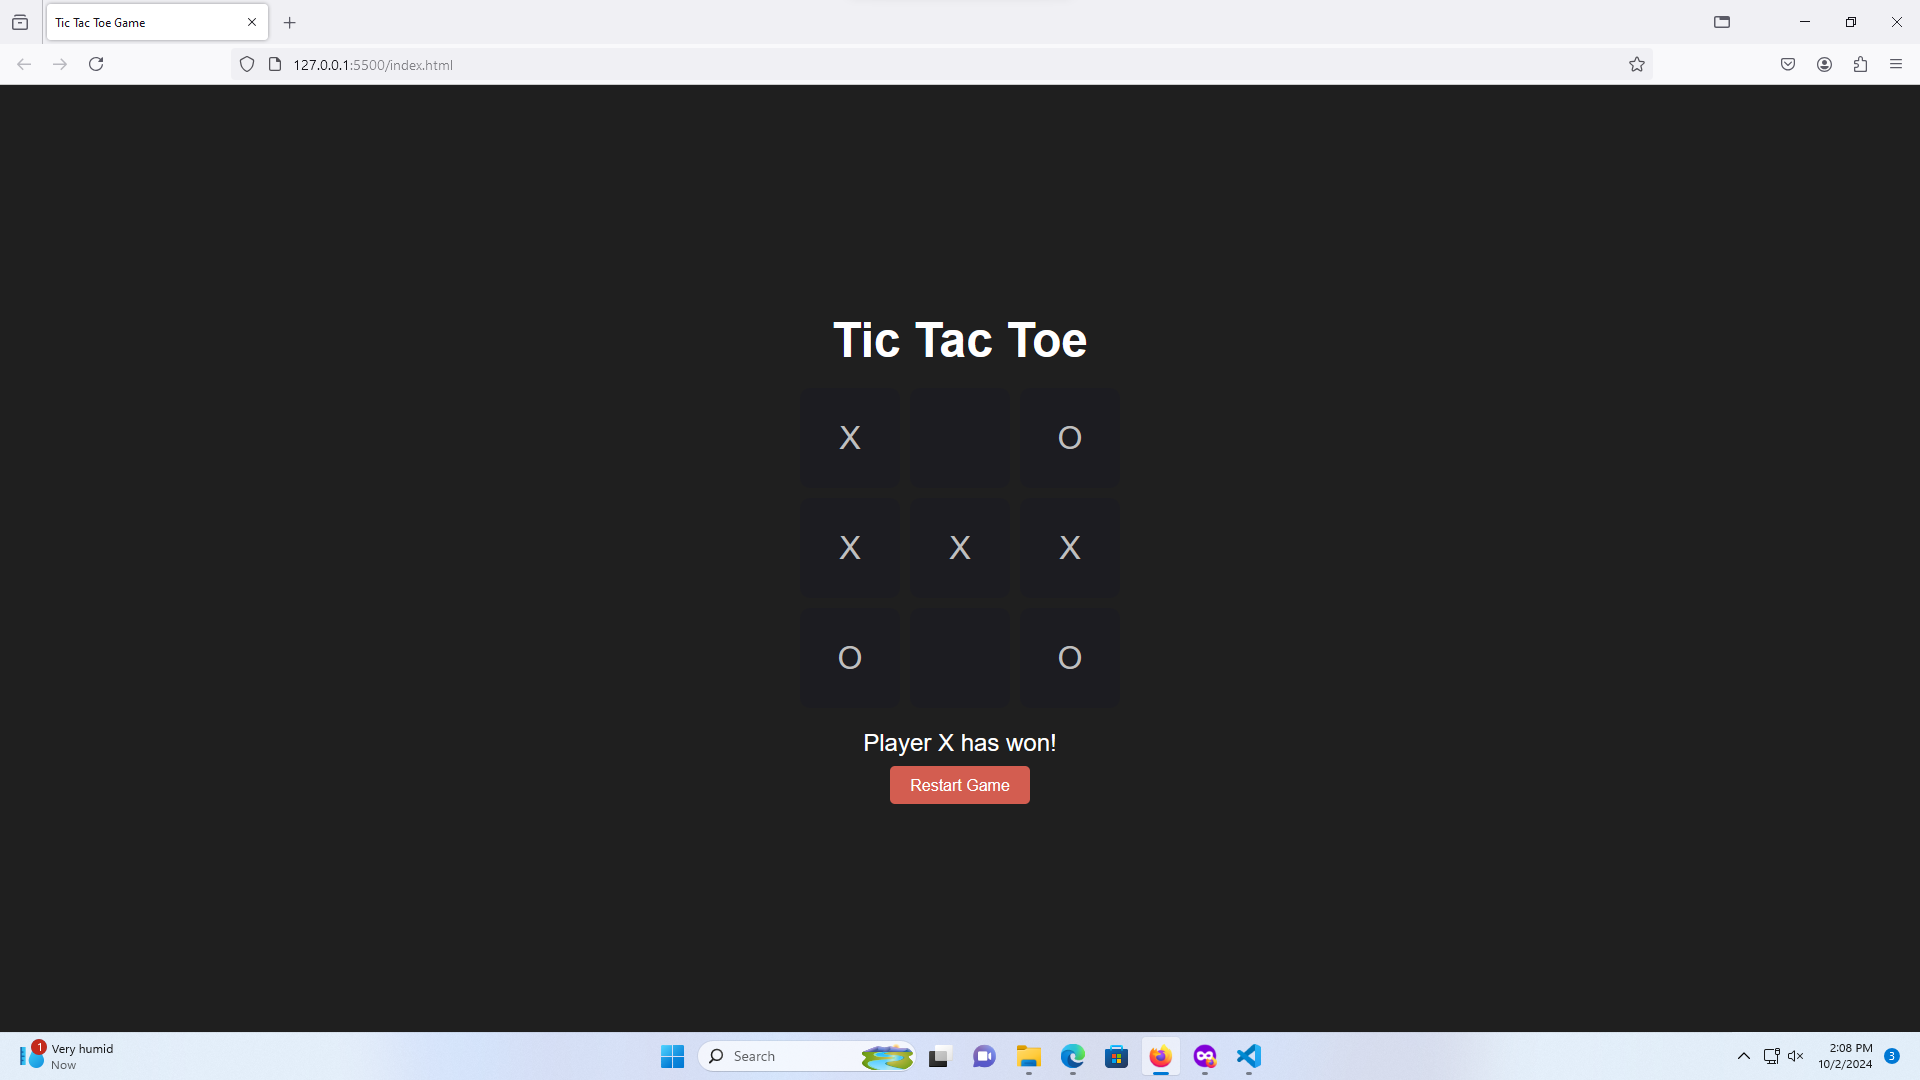 Tic Tac Toe Game
127.0.0.1:5500/index.html
Tic Tac Toe
X O
X X X
O O
Player X has won!
Restart Game
1
Very humid
Now
Search
2:08 PM
10/2/2024
3